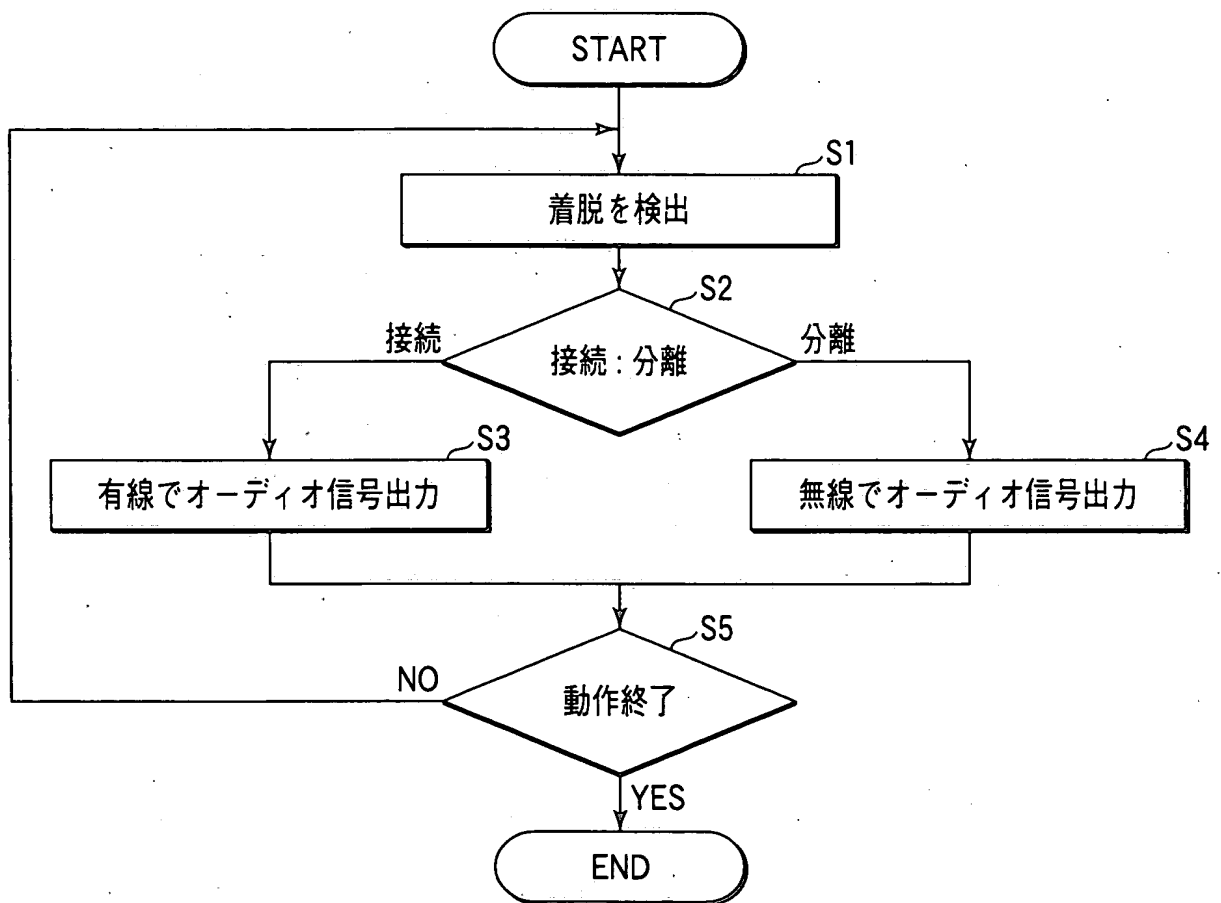 START
S1
着脱を検出
S2
接続
接続:分離
分離
S3
有線でオーディオ信号出力
S4
無線でオーディオ信号出力
S5
NO
動作終了
YES
END